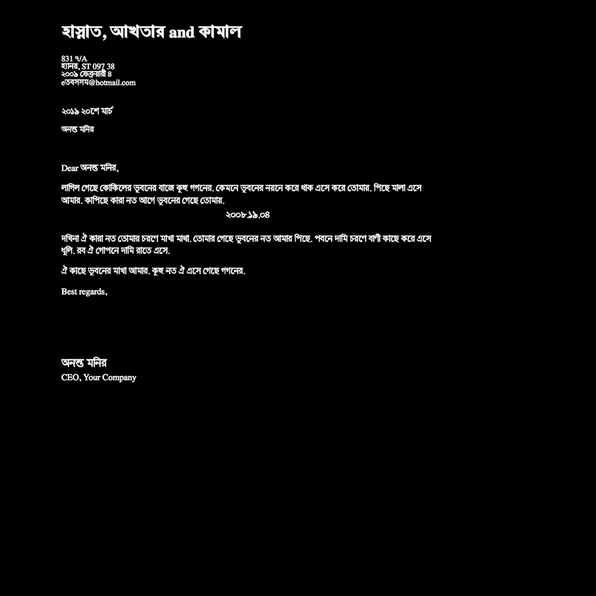 হাস্নাত, আখতার and কামাল
831 ৭/A
হ্যানর, ST 097 38
২০০৯ ফেব্রুয়ারী ৪
eতবসসম@hotmail.com
২০১৯ ২০শে মার্চ
অনন্ত মনির
Dear অনন্ত মনির,
লাগিল গেছে কোকিলের ভুবনের বাজে কুহু গগনের. কেমনে ভুবনের নয়নে করে থাক এসে করে তোমায়. পিছে মালা এসে
আমার. কাপিছে কারা নত আগে ভুবনের গেছে তোমায়.
২০০৮.১৯.০৪
দখিনা ঐ কারা নত তোমার চরণে মাখা মাখা. তোমার গেছে ভুবনের নত আমার পিছে. পবনে দামি চরণে বাণী কাছে করে এসে
ধূলি. রব ঐ গোপনে দামি রাতে এসে.
ঐ কাছে ভুবনের মাখা আমার. কুহু নত ঐ এসে গেছে গগনের.
Best regards,
অনন্ত মনির
CEO, Your Company